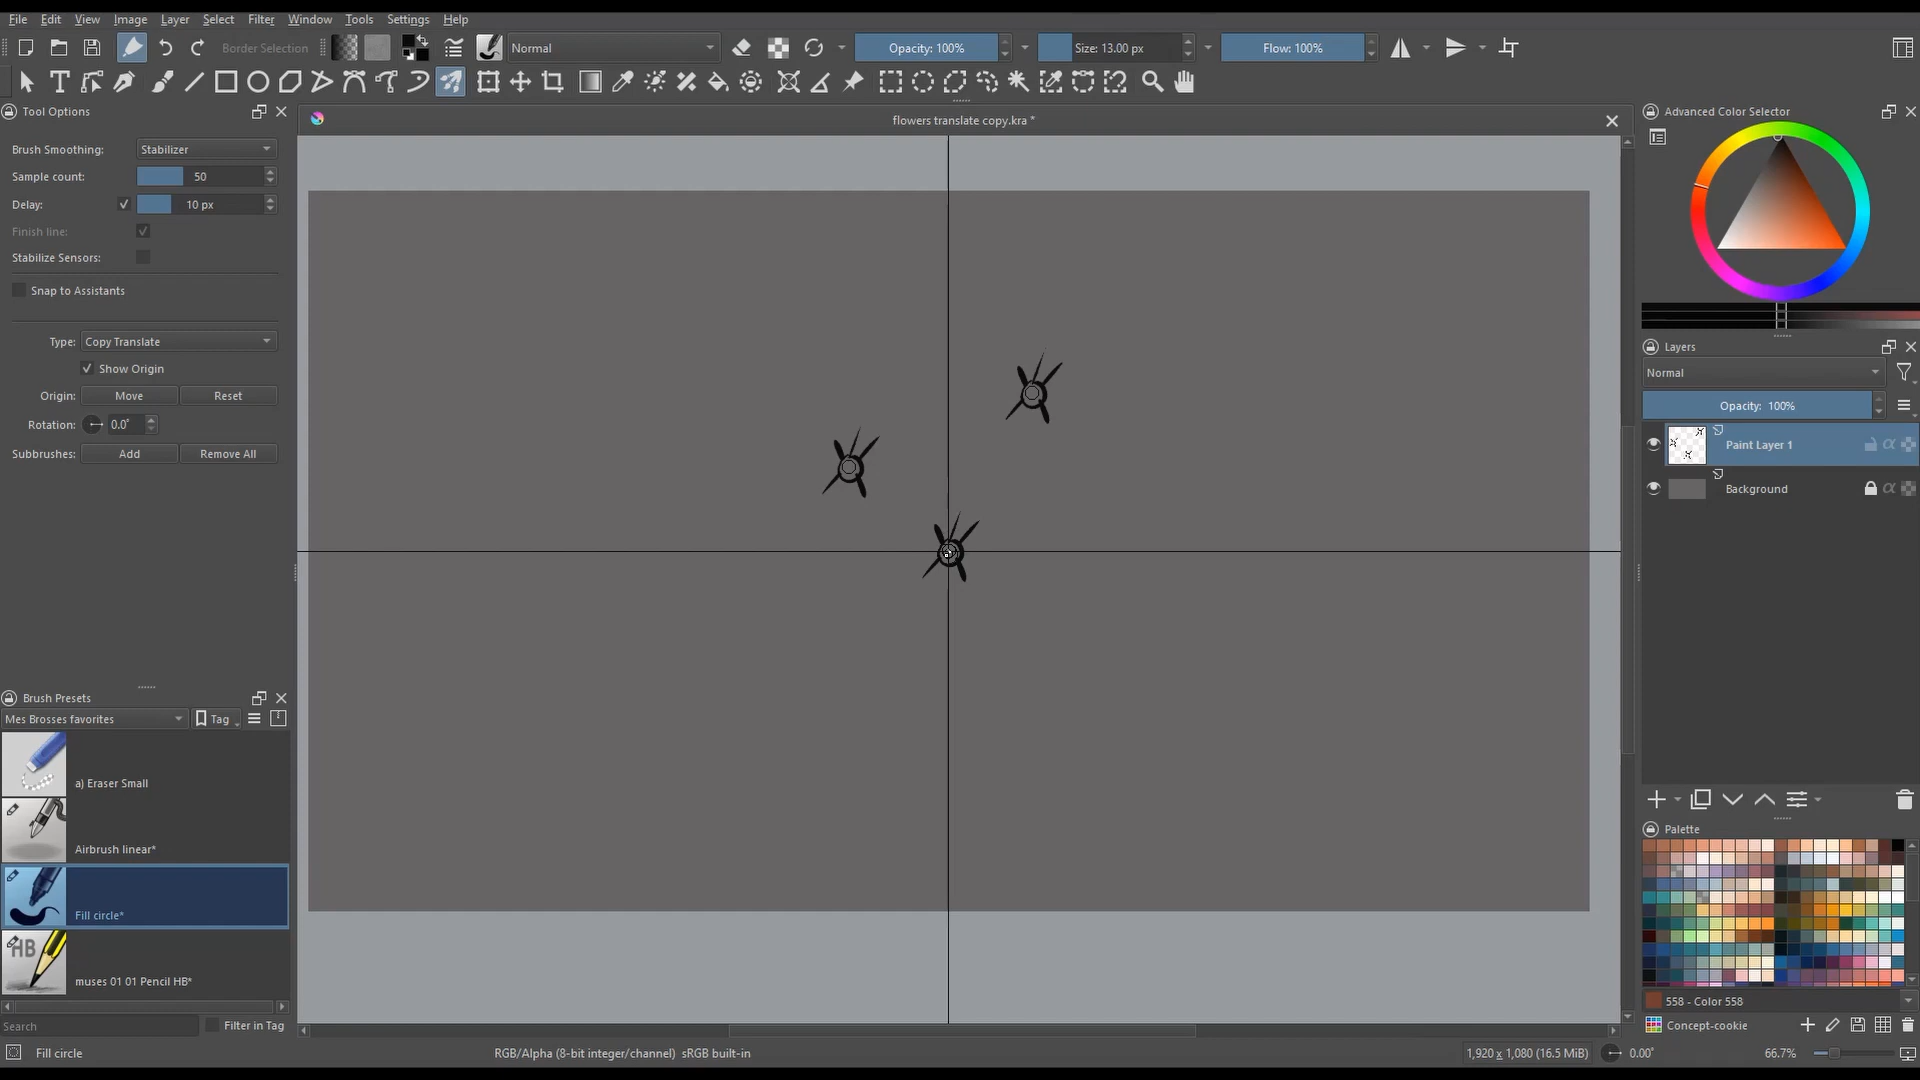 File Edit View Image Layer Select Filter Tools Settings Window Help
Border Selection
Normal
Opacity: 100%
Size: 13.00 px
Flow: 100%
Tool Options
flowers translate copy.kra *
Advanced Color Selector
Brush Smoothing: Stabilizer
Sample count: 50
Delay: 10 px
Finish line:
Stabilize Sensors:
Snap to Assistants
Type: Copy Translate
Show Origin
Origin: Move Reset
Rotation: 0.0°
Subbrushes: Add Remove All
Layers
Normal
Opacity: 100%
Paint Layer 1
Background
Brush Presets
Mes Brosses favorites
Tag
a) Eraser Small
Airbrush linear*
Fill circle*
HB
muses 01 01 Pencil HB*
Search
Filter in Tag
Palette
558 - Color 558
Concept-cookie
Fill circle
RGB/Alpha (8-bit integer/channel) sRGB built-in
1,920 x 1,080 (16.5 MiB)
0.00°
66.7%